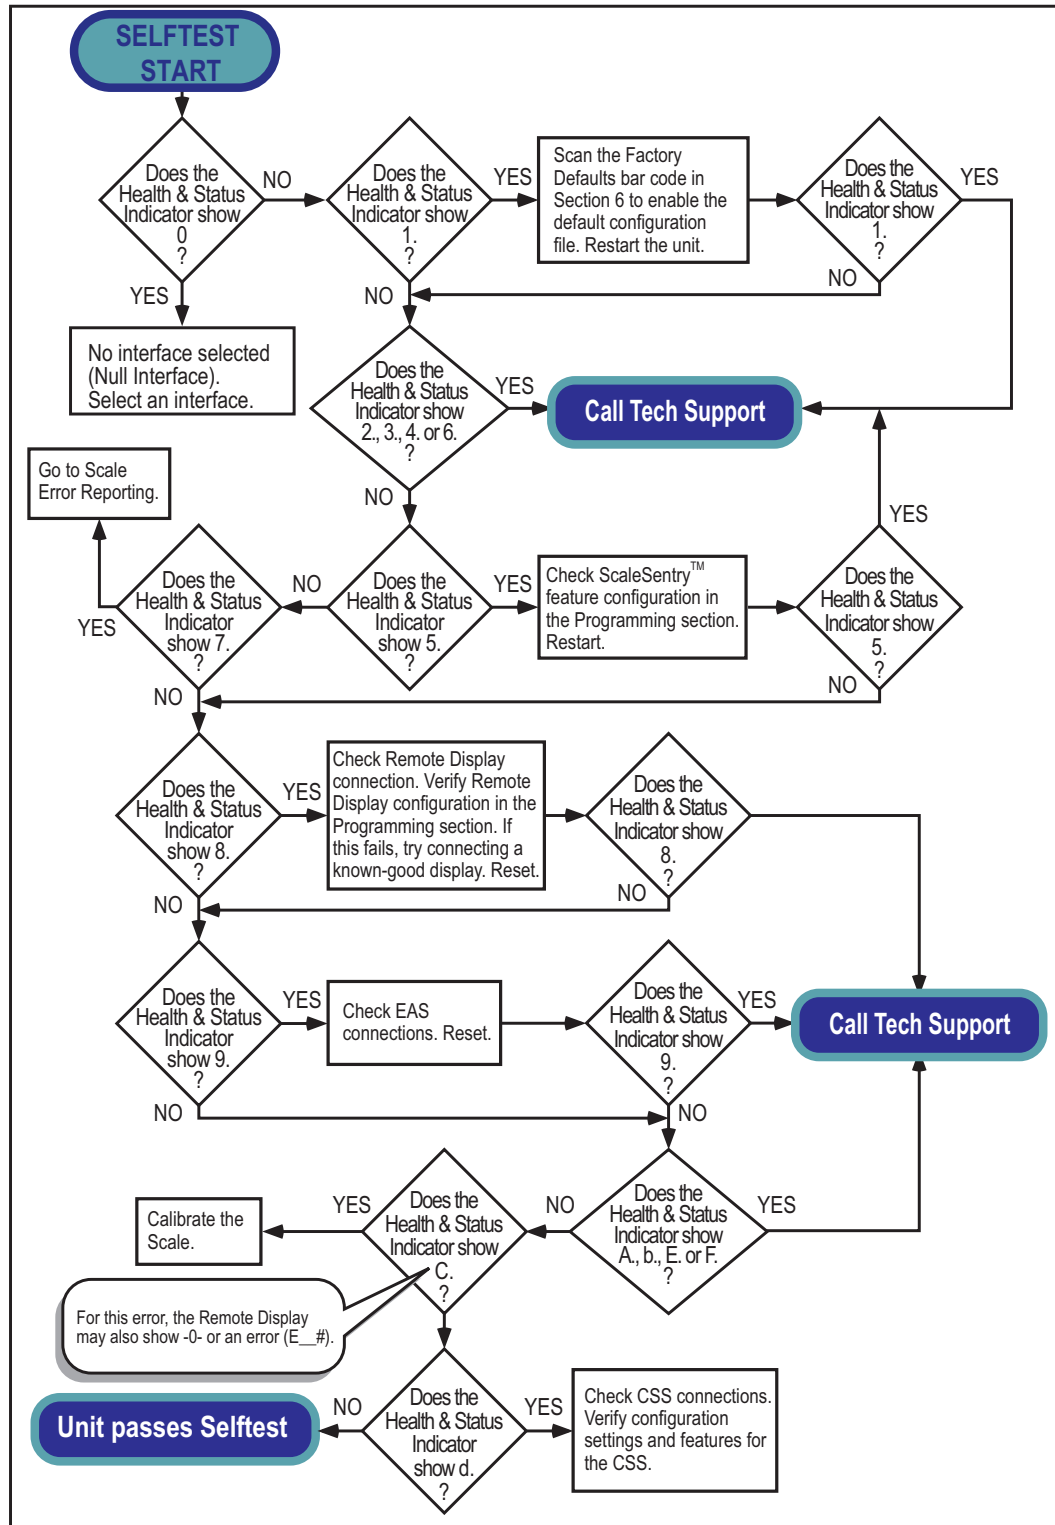 SELFTEST
START
Does the
Health & Status
Indicator show
0
?
NO
YES
No interface selected
(Null Interface).
Select an interface.
Does the
Health & Status
Indicator show
1.
?
YES
NO
Scan the Factory
Defaults bar code in
Section 6 to enable the
default configuration
file. Restart the unit.
Does the
Health & Status
Indicator show
1.
?
YES
NO
Does the
Health & Status
Indicator show
2., 3., 4. or 6.
?
YES
NO
Call Tech Support
Go to Scale
Error Reporting.
Does the
Health & Status
Indicator
show 7.
?
YES
NO
NO
Does the
Health & Status
Indicator
show 5.
?
YES
Check ScaleSentry™
feature configuration in
the Programming section.
Restart.
Does the
Health & Status
Indicator show
5.
?
YES
NO
Does the
Health & Status
Indicator
show 8.
?
YES
NO
Check Remote Display
connection. Verify Remote
Display configuration in the
Programming section. If
this fails, try connecting a
known-good display. Reset.
Does the
Health & Status
Indicator show
8.
?
NO
Does the
Health & Status
Indicator
show 9.
?
YES
NO
Check EAS
connections. Reset.
Does the
Health & Status
Indicator show
9.
?
YES
NO
Call Tech Support
Does the
Health & Status
Indicator show
A., b., E. or F.
?
YES
NO
Does the
Health & Status
Indicator show
C.
?
YES
Calibrate the
Scale.
For this error, the Remote Display
may also show -0- or an error (E__#).
Does the
Health & Status
Indicator
show d.
?
NO
YES
Unit passes Selftest
Check CSS connections.
Verify configuration
settings and features for
the CSS.